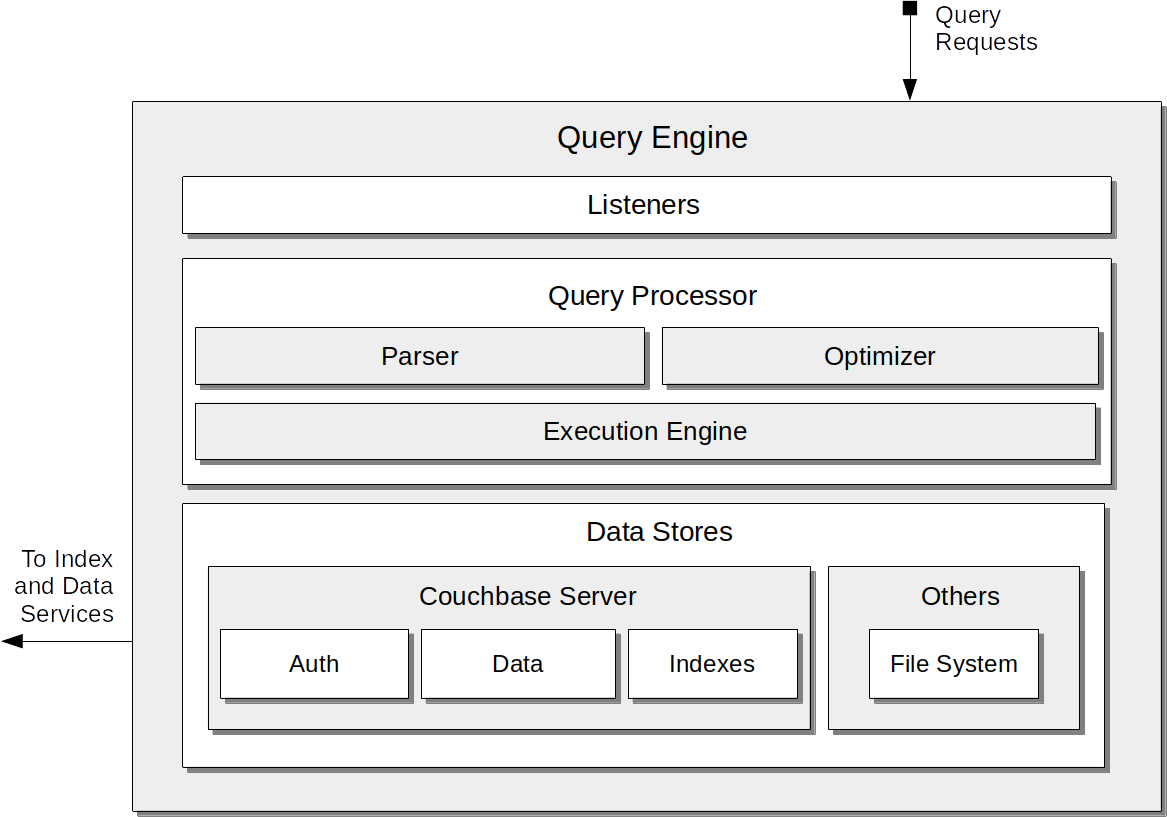 Query
Requests
Query Engine
Listeners
Query Processor
Parser
Optimizer
Execution Engine
Data Stores
To Index
and Data
Services
Couchbase Server
Others
Auth
Data
Indexes
File System